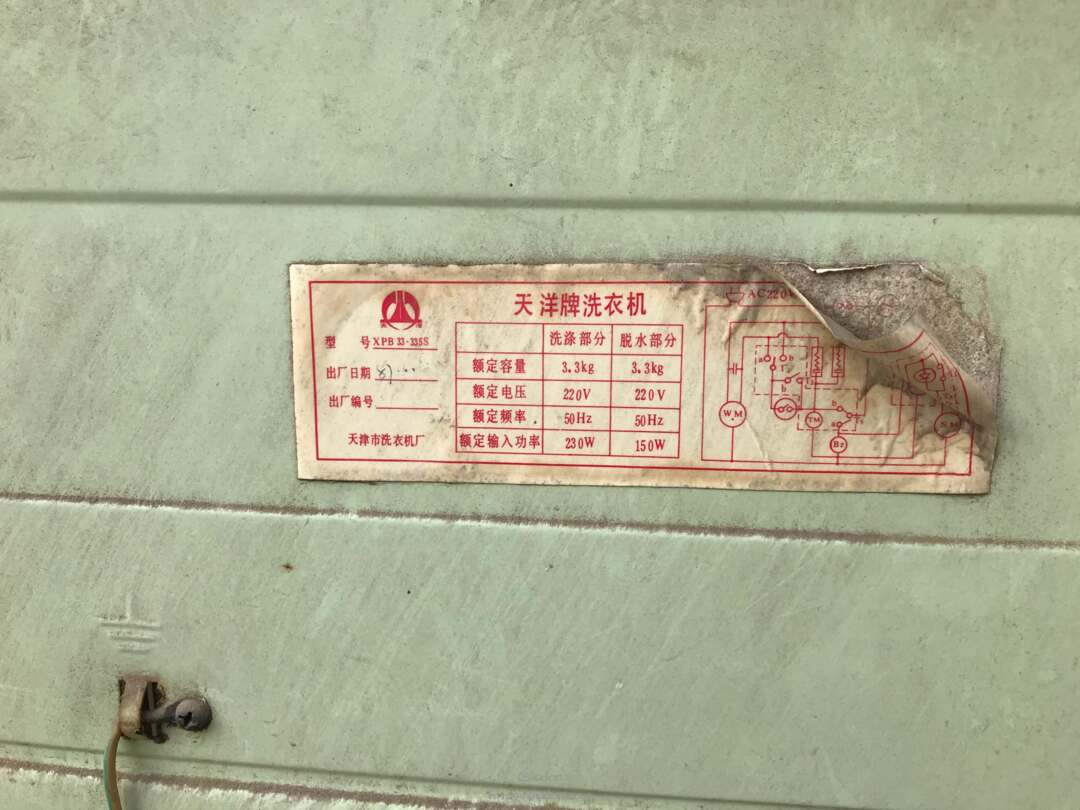 天洋牌洗衣机
型 号 XPB 33-335S
出厂日期
出厂编号
天津市洗衣机厂
洗涤部分 脱水部分
额定容量 3.3kg 3.3kg
额定电压 220V 220V
额定频率 50Hz 50Hz
额定输入功率 230W 150W
AC220V
WM
TM
Bz